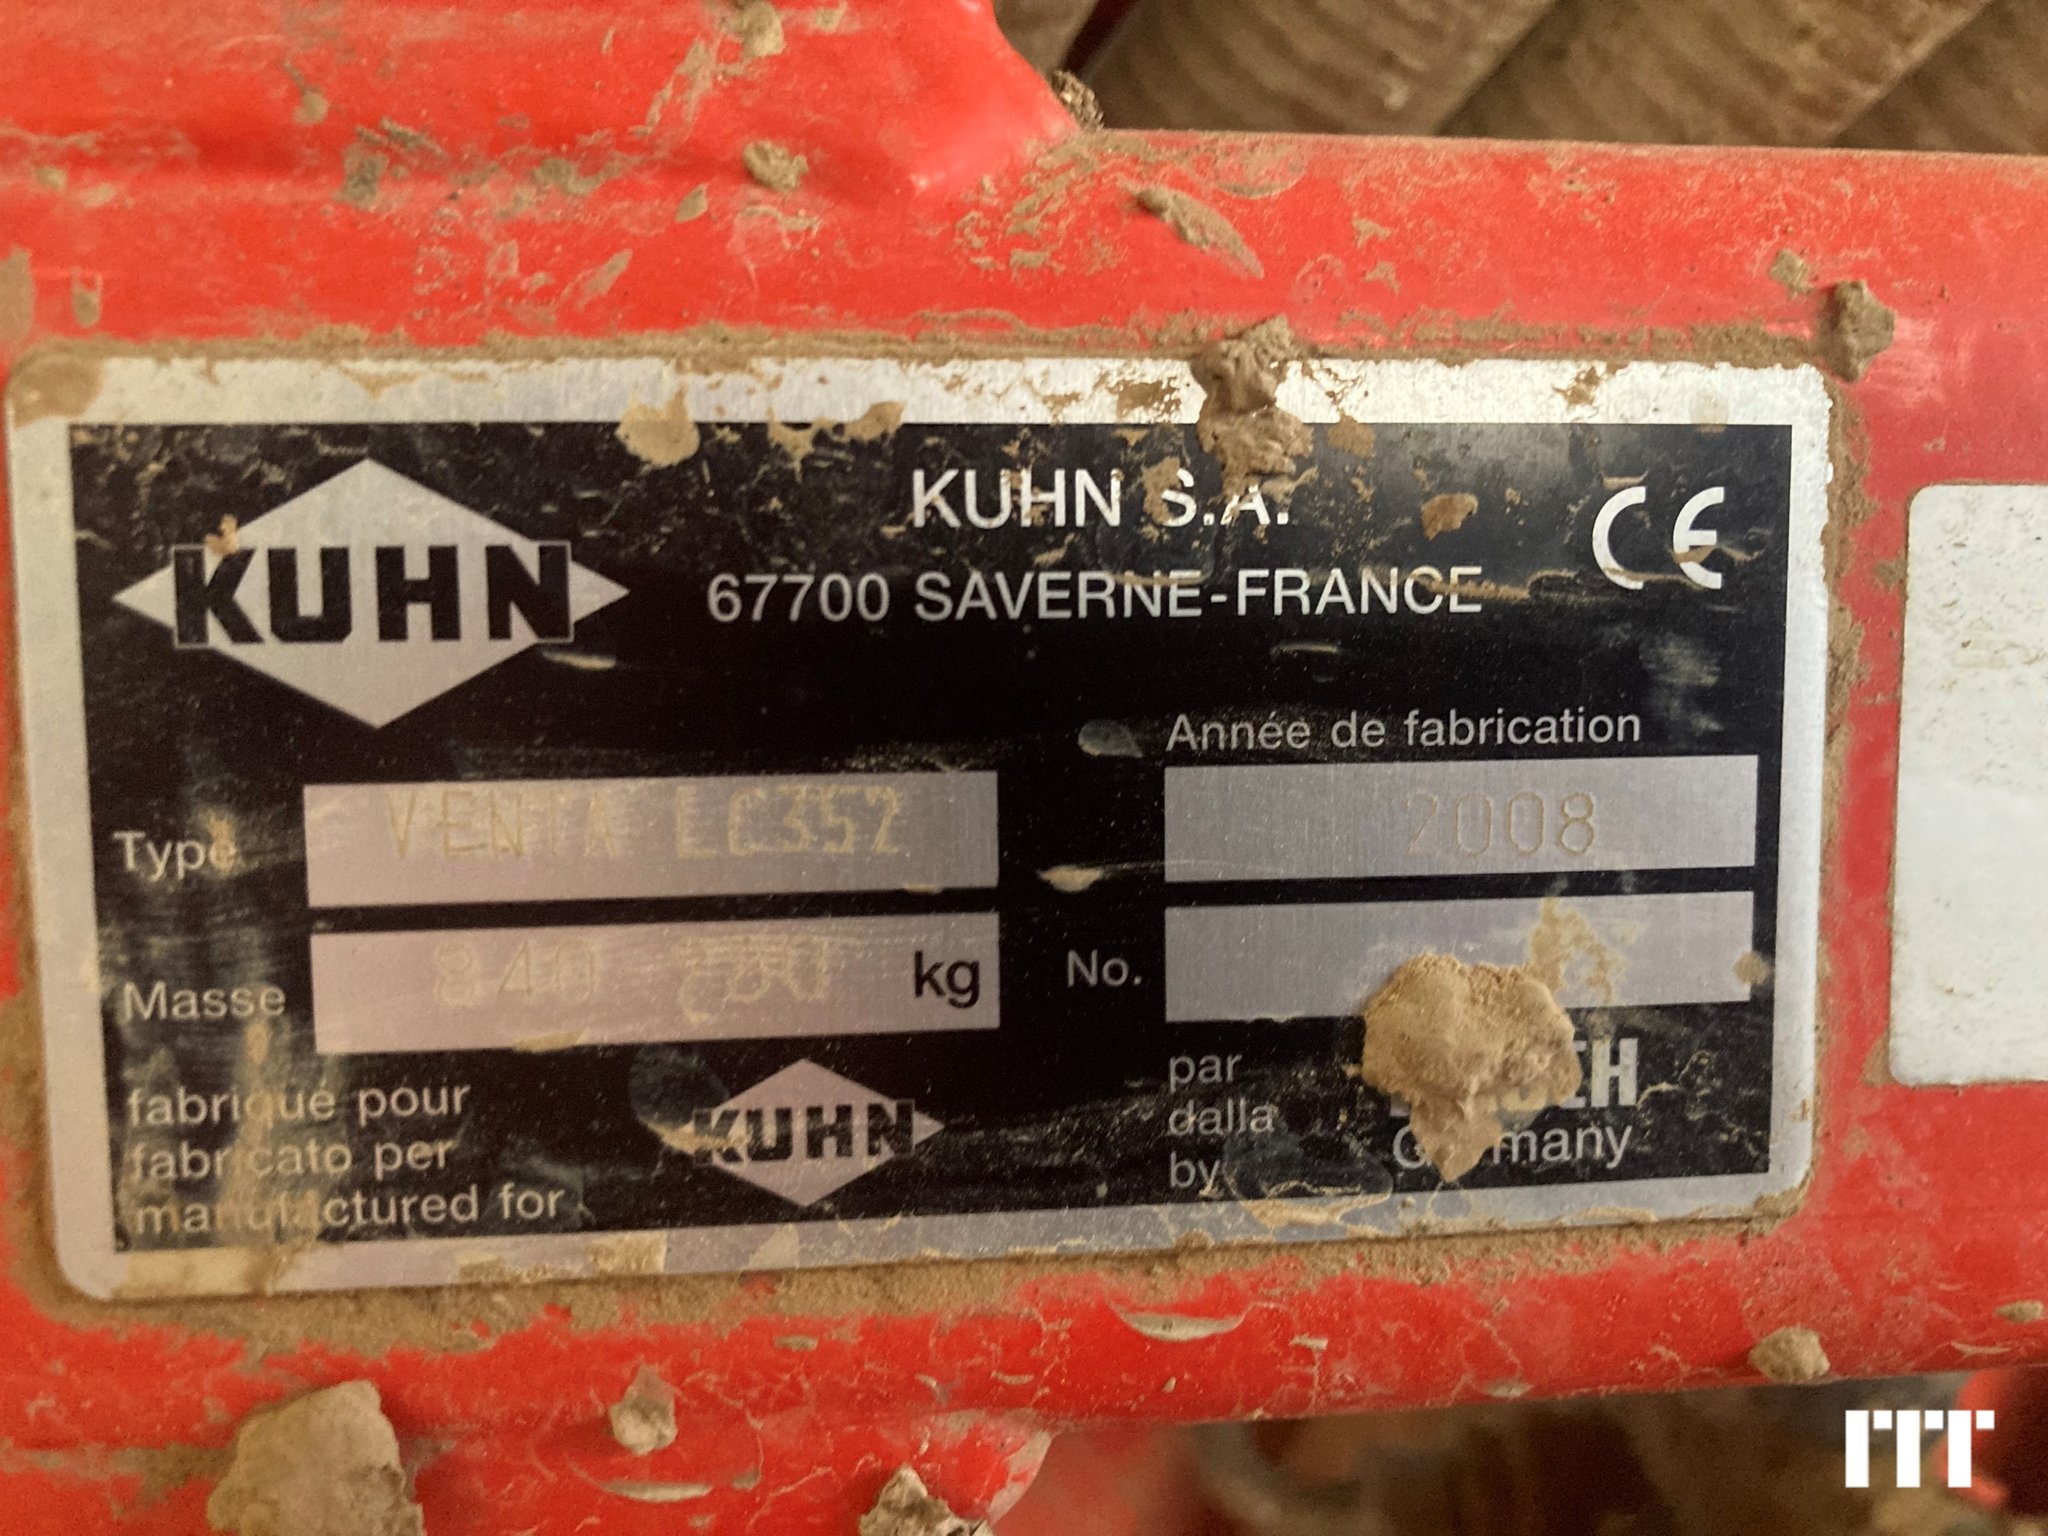 KUHN
KUHN S.A.
67700 SAVERNE-FRANCE
CE
Année de fabrication
Type VENTA LC352 2008
Masse 840 kg No.
fabriqué pour
fabricato per
manufactured for
KUHN
par
dalla
by
Germany